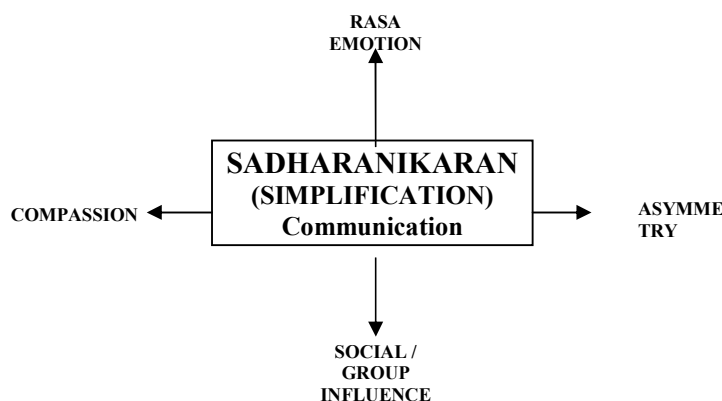 RASA
EMOTION
SADHARANIKARAN
(SIMPLIFICATION)
Communication
COMPASSION
ASYMME
TRY
SOCIAL /
GROUP
INFLUENCE